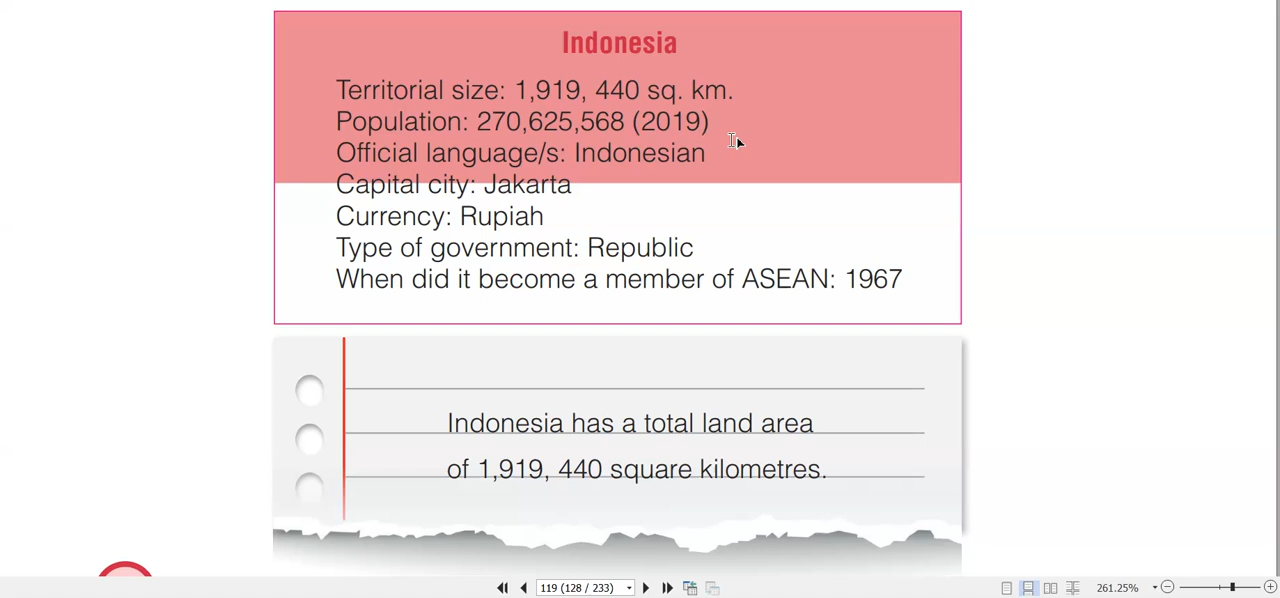 Indonesia
Territorial size: 1,919, 440 sq. km.
Population: 270,625,568 (2019)
Official language/s: Indonesian
Capital city: Jakarta
Currency: Rupiah
Type of government: Republic
When did it become a member of ASEAN: 1967
Indonesia has a total land area
of 1,919, 440 square kilometres.
119 (128 / 233)
261.25%